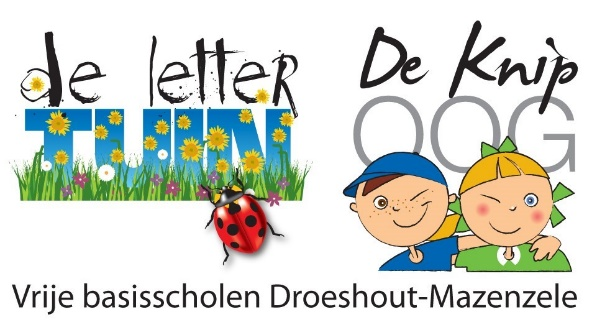 de letter
TUIN
De Knip
OOG
Vrije basisscholen Droeshout-Mazenzele